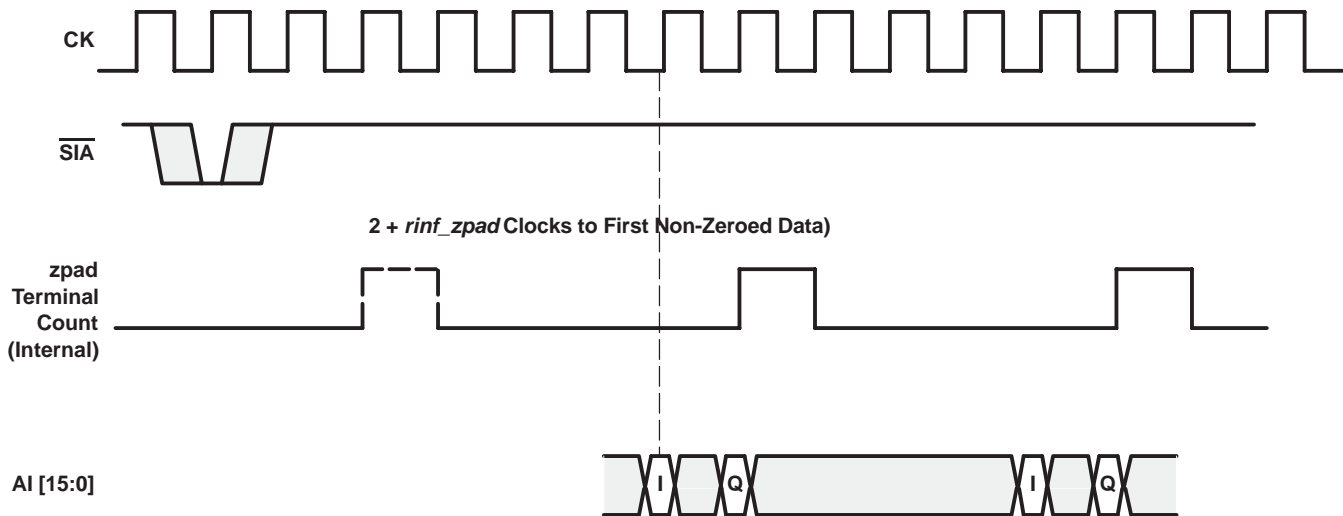 CK
SIA
2 + rinf_zpad Clocks to First Non-Zeroed Data)
zpad
Terminal
Count
(Internal)
AI [15:0]
I
Q
I
Q